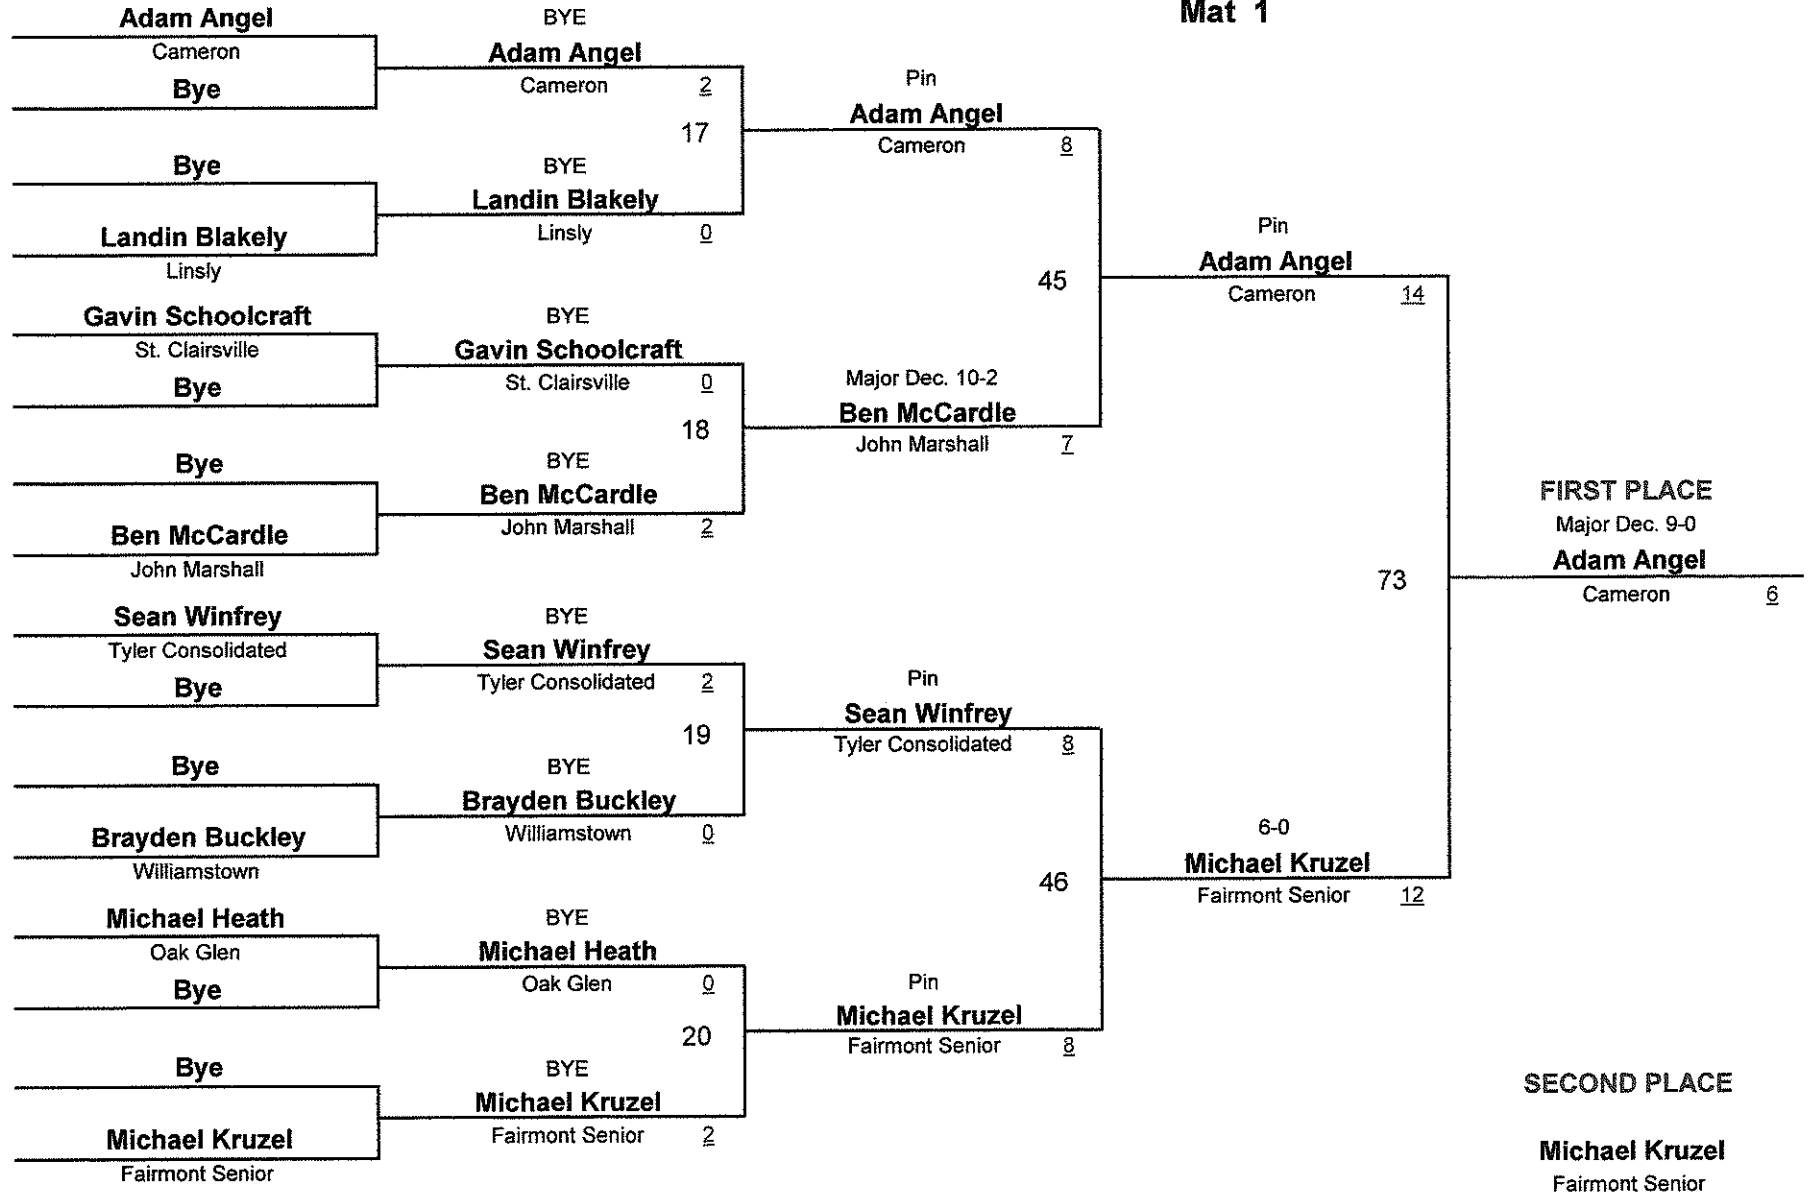 Mat 1
Adam Angel
Cameron
Bye
Bye
Landin Blakely
Linsly
Gavin Schoolcraft
St. Clairsville
Bye
Bye
Ben McCardle
John Marshall
Sean Winfrey
Tyler Consolidated
Bye
Bye
Brayden Buckley
Williamstown
Michael Heath
Oak Glen
Bye
Bye
Michael Kruzel
Fairmont Senior
BYE
Adam Angel
Cameron 2
17
BYE
Landin Blakely
Linsly 0
BYE
Gavin Schoolcraft
St. Clairsville 0
18
BYE
Ben McCardle
John Marshall 2
BYE
Sean Winfrey
Tyler Consolidated 2
19
BYE
Brayden Buckley
Williamstown 0
BYE
Michael Heath
Oak Glen 0
20
BYE
Michael Kruzel
Fairmont Senior 2
Pin
Adam Angel
Cameron 8
45
Major Dec. 10-2
Ben McCardle
John Marshall 7
Pin
Sean Winfrey
Tyler Consolidated 8
46
Pin
Michael Kruzel
Fairmont Senior 8
Pin
Adam Angel
Cameron 14
73
6-0
Michael Kruzel
Fairmont Senior 12
FIRST PLACE
Major Dec. 9-0
Adam Angel
Cameron 6
SECOND PLACE
Michael Kruzel
Fairmont Senior